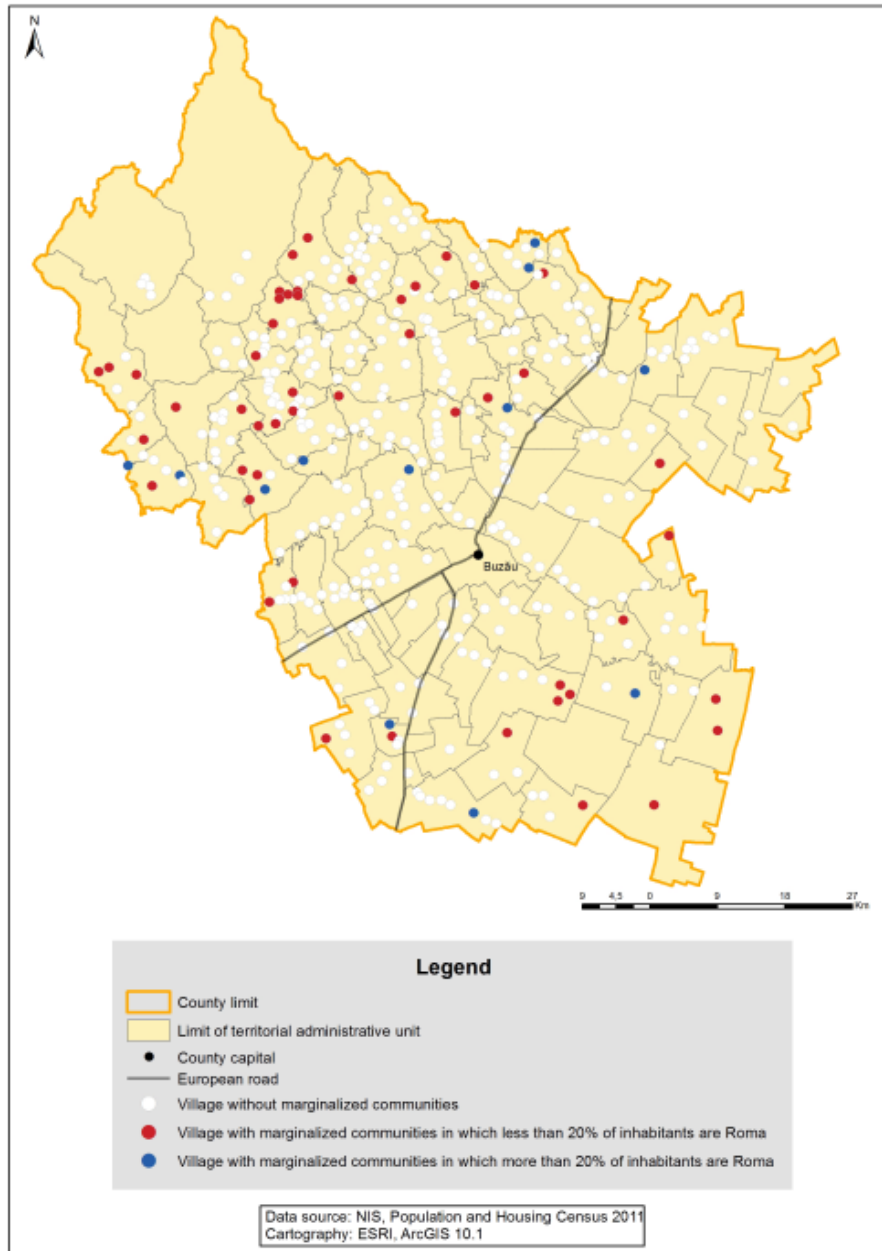 N
Buzău
9 4,5 0 9 18 27
Km
Legend
County limit
Limit of territorial administrative unit
County capital
European road
Village without marginalized communities
Village with marginalized communities in which less than 20% of inhabitants are Roma
Village with marginalized communities in which more than 20% of inhabitants are Roma
Data source: NIS, Population and Housing Census 2011
Cartography: ESRI, ArcGIS 10.1